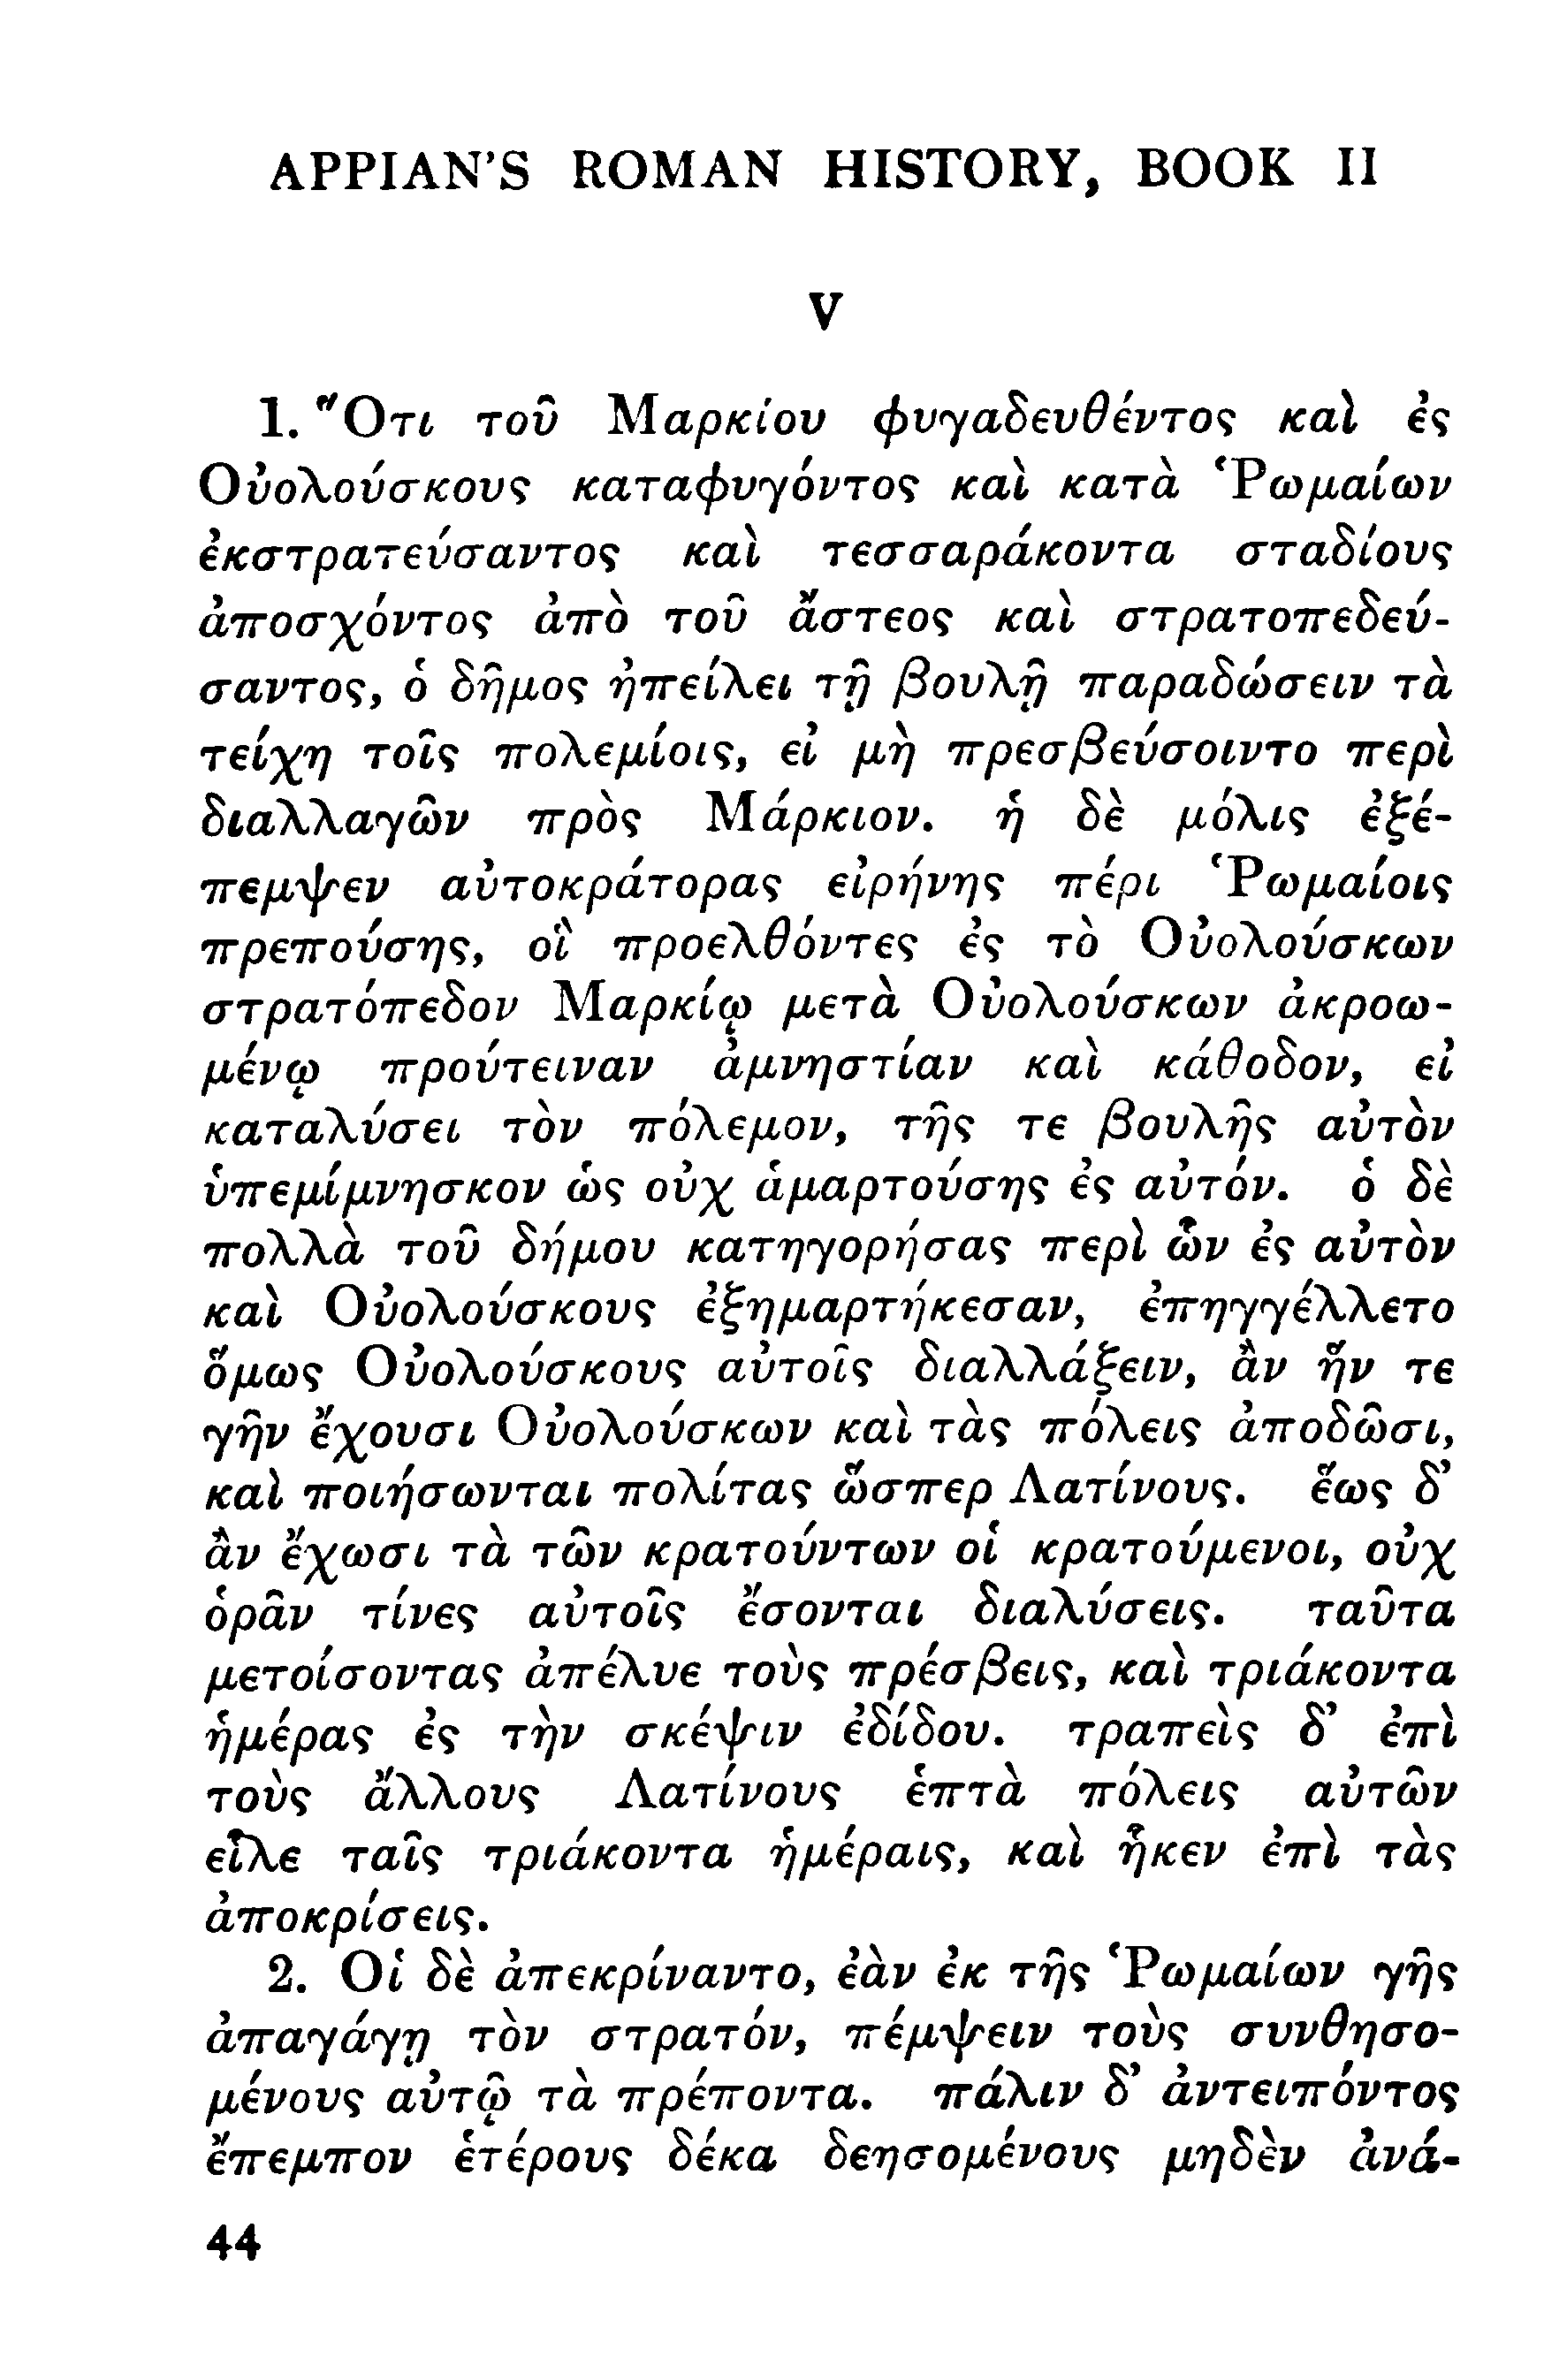 APPIAN'S ROMAN HISTORY, BOOK II
V
1. Ὅτι τοῦ Μαρκίου φυγαδευθέντος καὶ ἐς
Οὐολούσκους καταφυγόντος καὶ κατὰ Ῥωμαίων
ἐκστρατεύσαντος καὶ τεσσαράκοντα σταδίους
ἀποσχόντος ἀπὸ τοῦ ἄστεος καὶ στρατοπεδεύ-
σαντος, ὁ δῆμος ἠπείλει τῇ βουλῇ παραδώσειν τὰ
τείχη τοῖς πολεμίοις, εἰ μὴ πρεσβεύσοιντο περὶ
διαλλαγῶν πρὸς Μάρκιον. ἡ δὲ μόλις ἐξέ-
πεμψεν αὐτοκράτορας εἰρήνης πέρι Ῥωμαίοις
πρεπούσης, οἳ προελθόντες ἐς τὸ Οὐολούσκων
στρατόπεδον Μαρκίῳ μετὰ Οὐολούσκων ἀκροω-
μένῳ προύτειναν ἀμνηστίαν καὶ κάθοδον, εἰ
καταλύσει τὸν πόλεμον, τῆς τε βουλῆς αὐτὸν
ὑπεμίμνησκον ὡς οὐχ ἁμαρτούσης ἐς αὐτόν. ὁ δὲ
πολλὰ τοῦ δήμου κατηγορήσας περὶ ὧν ἐς αὐτὸν
καὶ Οὐολούσκους ἐξημαρτήκεσαν, ἐπηγγέλλετο
ὅμως Οὐολούσκους αὐτοῖς διαλλάξειν, ἂν ἥν τε
γῆν ἔχουσι Οὐολούσκων καὶ τὰς πόλεις ἀποδῶσι,
καὶ ποιήσωνται πολίτας ὥσπερ Λατίνους. ἕως δ'
ἂν ἔχωσι τὰ τῶν κρατούντων οἱ κρατούμενοι, οὐχ
ὁρᾶν τίνες αὐτοῖς ἔσονται διαλύσεις. ταῦτα
μετοίσοντας ἀπέλυε τοὺς πρέσβεις, καὶ τριάκοντα
ἡμέρας ἐς τὴν σκέψιν ἐδίδου. τραπεὶς δ' ἐπὶ
τοὺς ἄλλους Λατίνους ἑπτὰ πόλεις αὐτῶν
εἷλε ταῖς τριάκοντα ἡμέραις, καὶ ἧκεν ἐπὶ τὰς
ἀποκρίσεις.
2. Οἱ δὲ ἀπεκρίναντο, ἐὰν ἐκ τῆς Ῥωμαίων γῆς
ἀπαγάγῃ τὸν στρατόν, πέμψειν τοὺς συνθησο-
μένους αὐτῷ τὰ πρέποντα. πάλιν δ' ἀντειπόντος
ἔπεμπον ἑτέρους δέκα δεησομένους μηδὲν ἀνά-
44